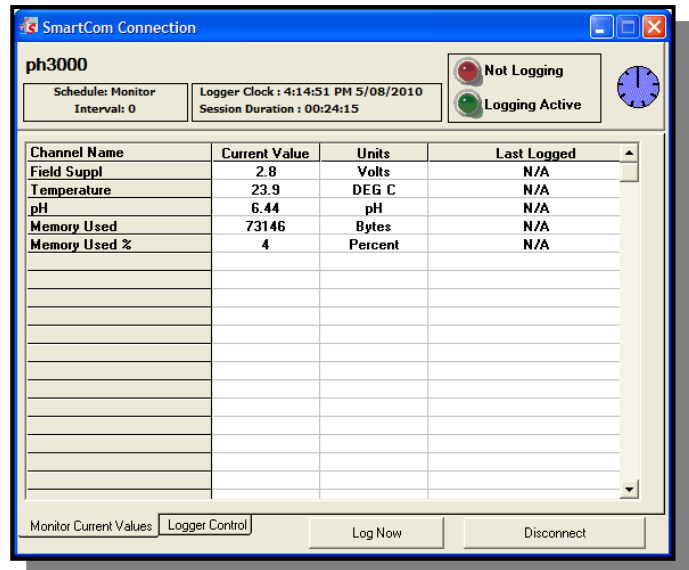 SmartCom Connection
ph3000
Schedule: Monitor
Interval: 0
Logger Clock : 4:14:51 PM 5/08/2010
Session Duration : 00:24:15
Not Logging
Logging Active
Channel Name Current Value Units Last Logged
Field Suppl 2.8 Volts N/A
Temperature 23.9 DEG C N/A
pH 6.44 pH N/A
Memory Used 73146 Bytes N/A
Memory Used % 4 Percent N/A
Monitor Current Values Logger Control Log Now Disconnect